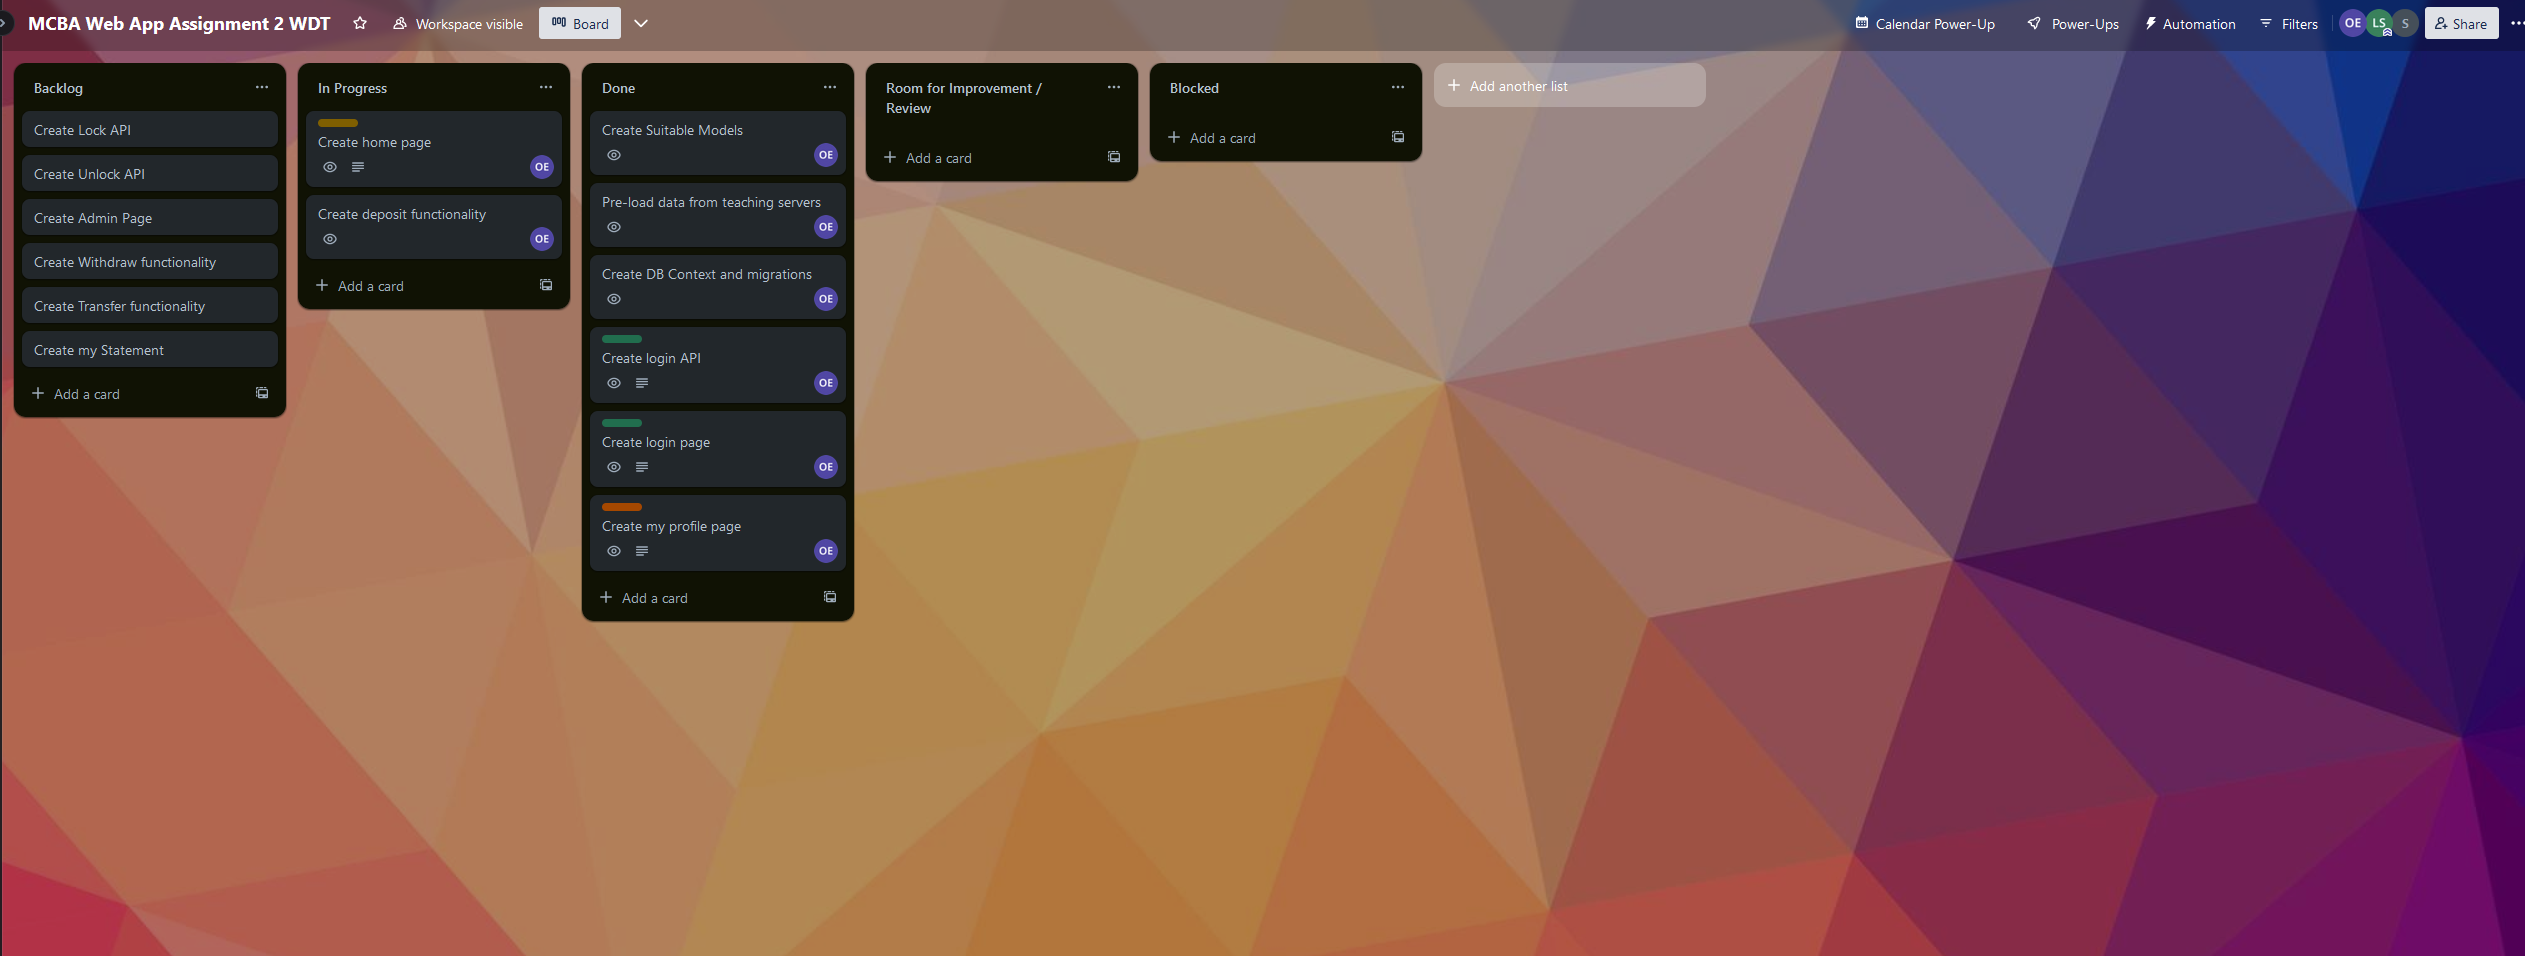 MCBA Web App Assignment 2 WDT
Workspace visible
Board
Calendar Power-Up
Power-Ups
Automation
Filters
OE
LS
S
Share
Backlog
Create Lock API
Create Unlock API
Create Admin Page
Create Withdraw functionality
Create Transfer functionality
Create my Statement
+ Add a card
In Progress
Create home page
OE
Create deposit functionality
OE
+ Add a card
Done
Create Suitable Models
OE
Pre-load data from teaching servers
OE
Create DB Context and migrations
OE
Create login API
OE
Create login page
OE
Create my profile page
OE
+ Add a card
Room for Improvement /
Review
+ Add a card
Blocked
+ Add a card
+ Add another list